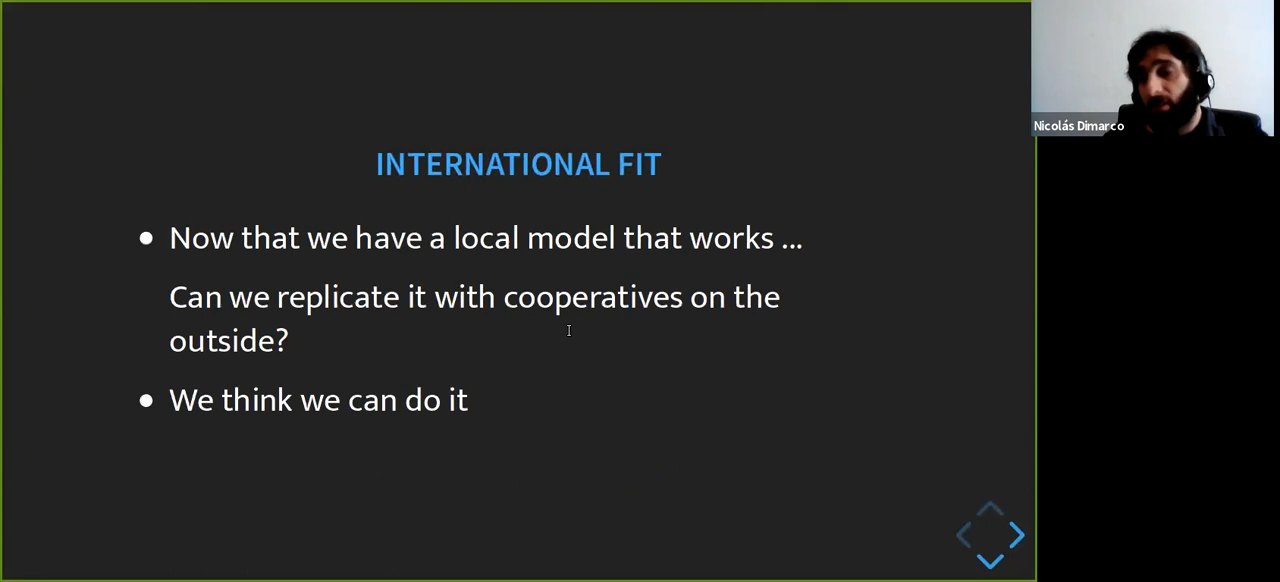 INTERNATIONAL FIT
● Now that we have a local model that works ...
Can we replicate it with cooperatives on the
outside?
● We think we can do it
Nicolás Dimarco